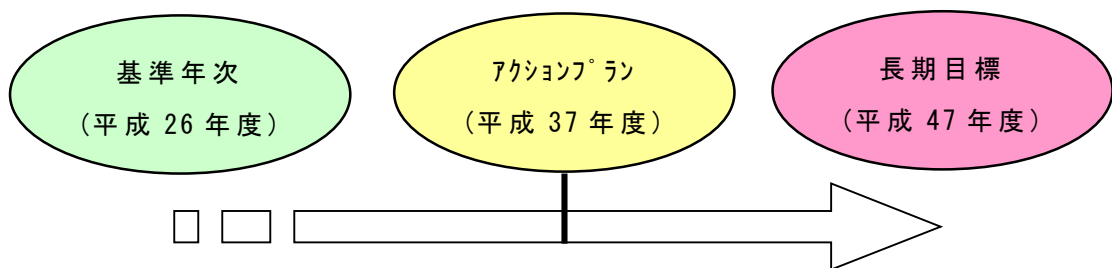 基準年次
（平成 26 年度）
ｱｸｼｮﾝﾌﾟﾗﾝ
（平成 37 年度）
長期目標
（平成 47 年度）